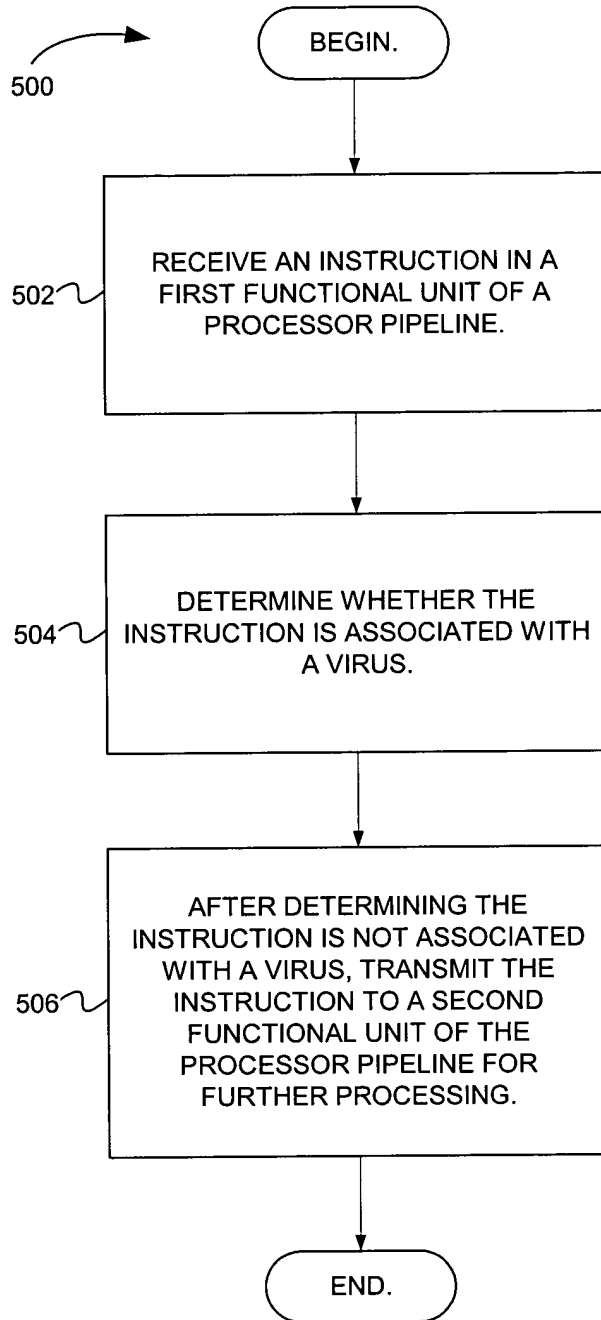 BEGIN.
500
RECEIVE AN INSTRUCTION IN A
FIRST FUNCTIONAL UNIT OF A
PROCESSOR PIPELINE.
502
DETERMINE WHETHER THE
INSTRUCTION IS ASSOCIATED WITH
A VIRUS.
504
AFTER DETERMINING THE
INSTRUCTION IS NOT ASSOCIATED
WITH A VIRUS, TRANSMIT THE
INSTRUCTION TO A SECOND
FUNCTIONAL UNIT OF THE
PROCESSOR PIPELINE FOR
FURTHER PROCESSING.
506
END.